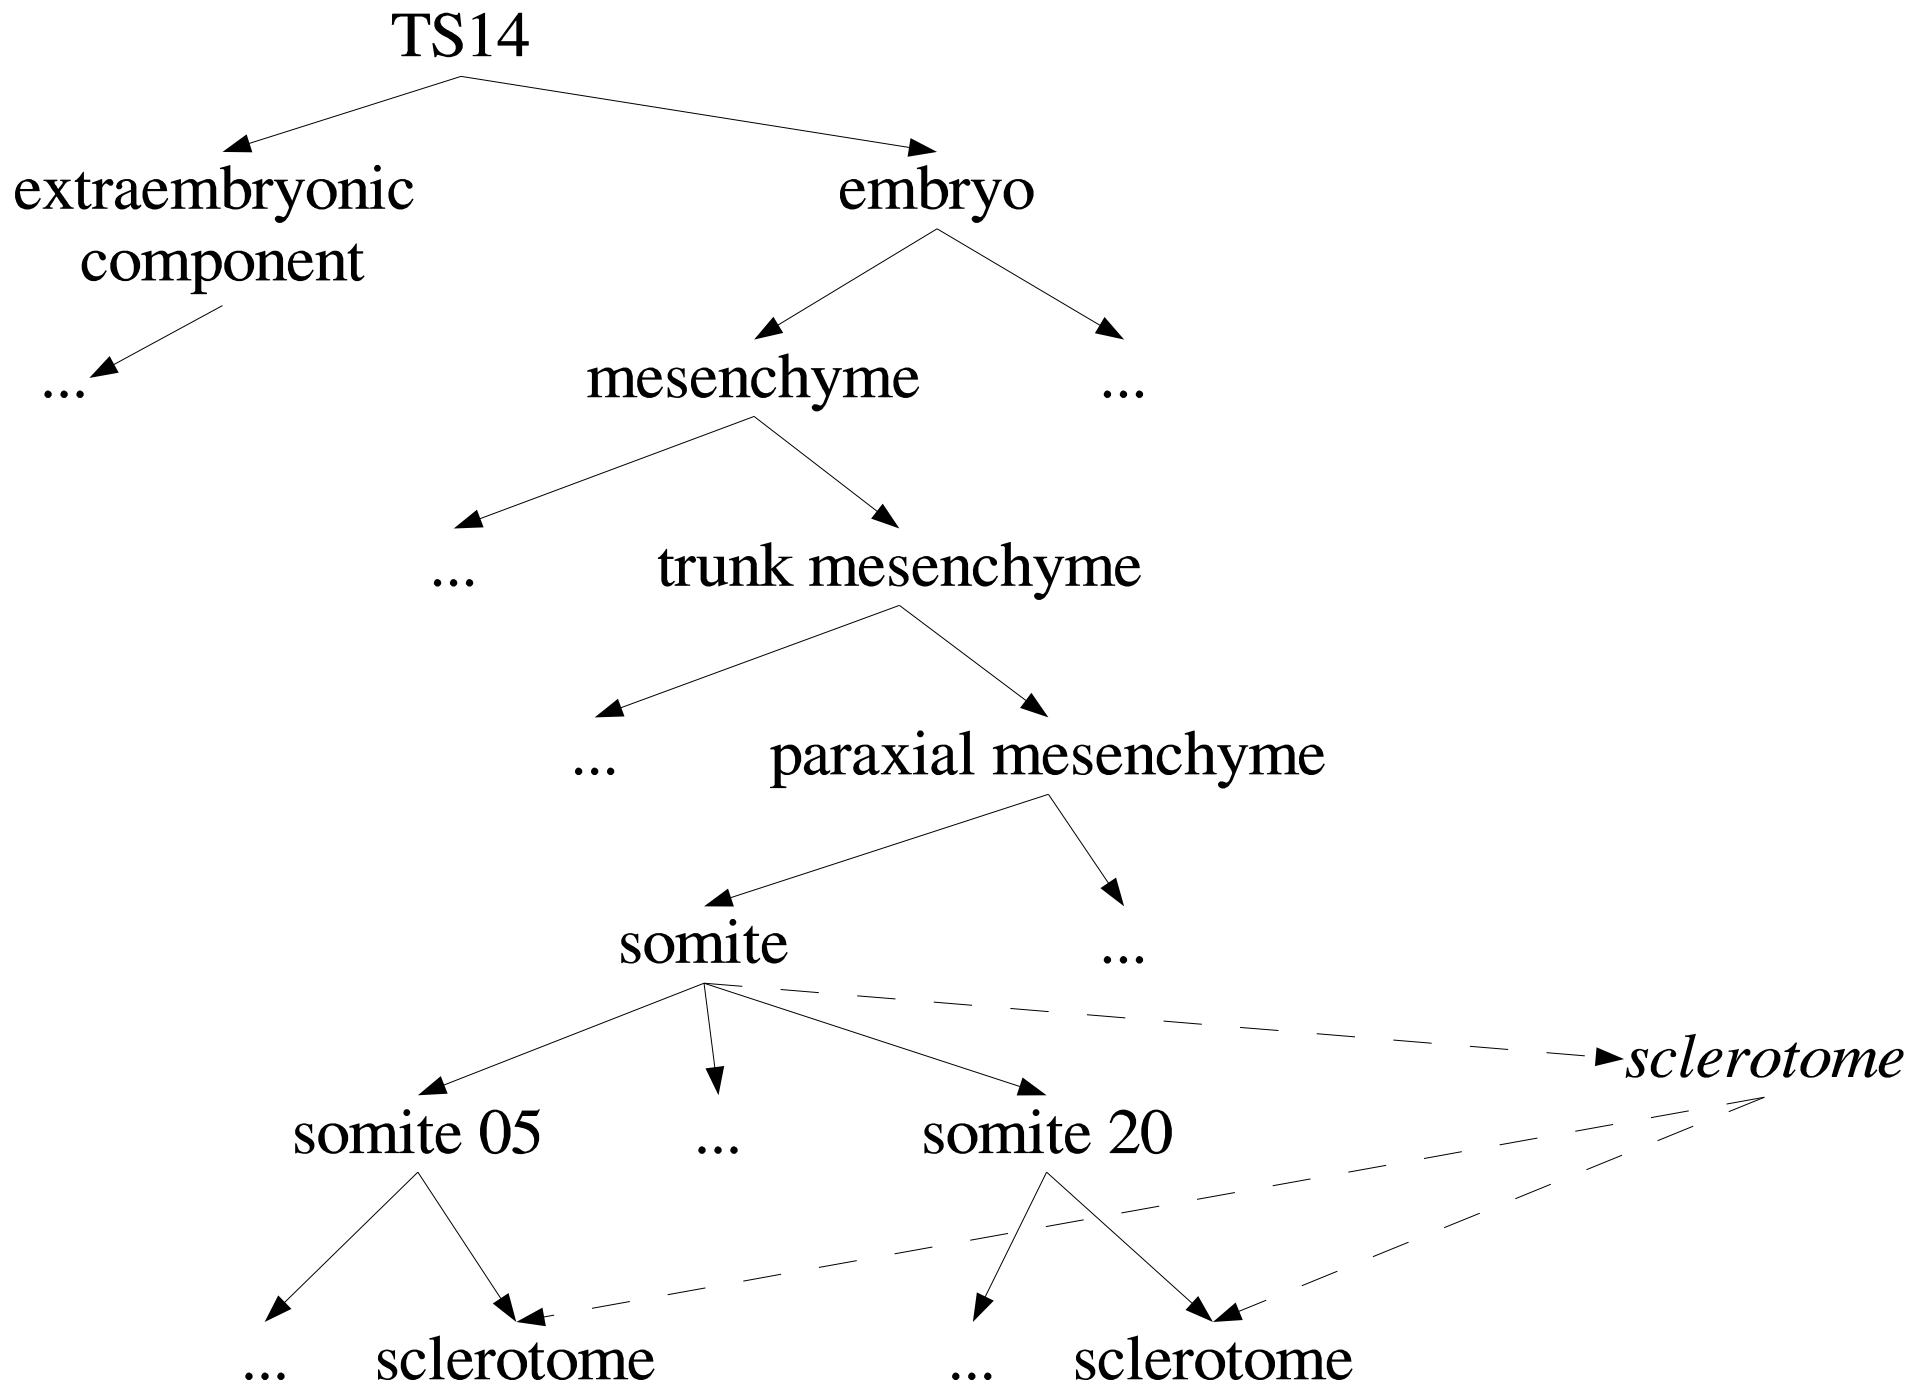 TS14
extraembryonic
component
embryo
...
mesenchyme
...
...
trunk mesenchyme
...
paraxial mesenchyme
somite
...
sclerotome
somite 05
...
somite 20
...
sclerotome
...
sclerotome